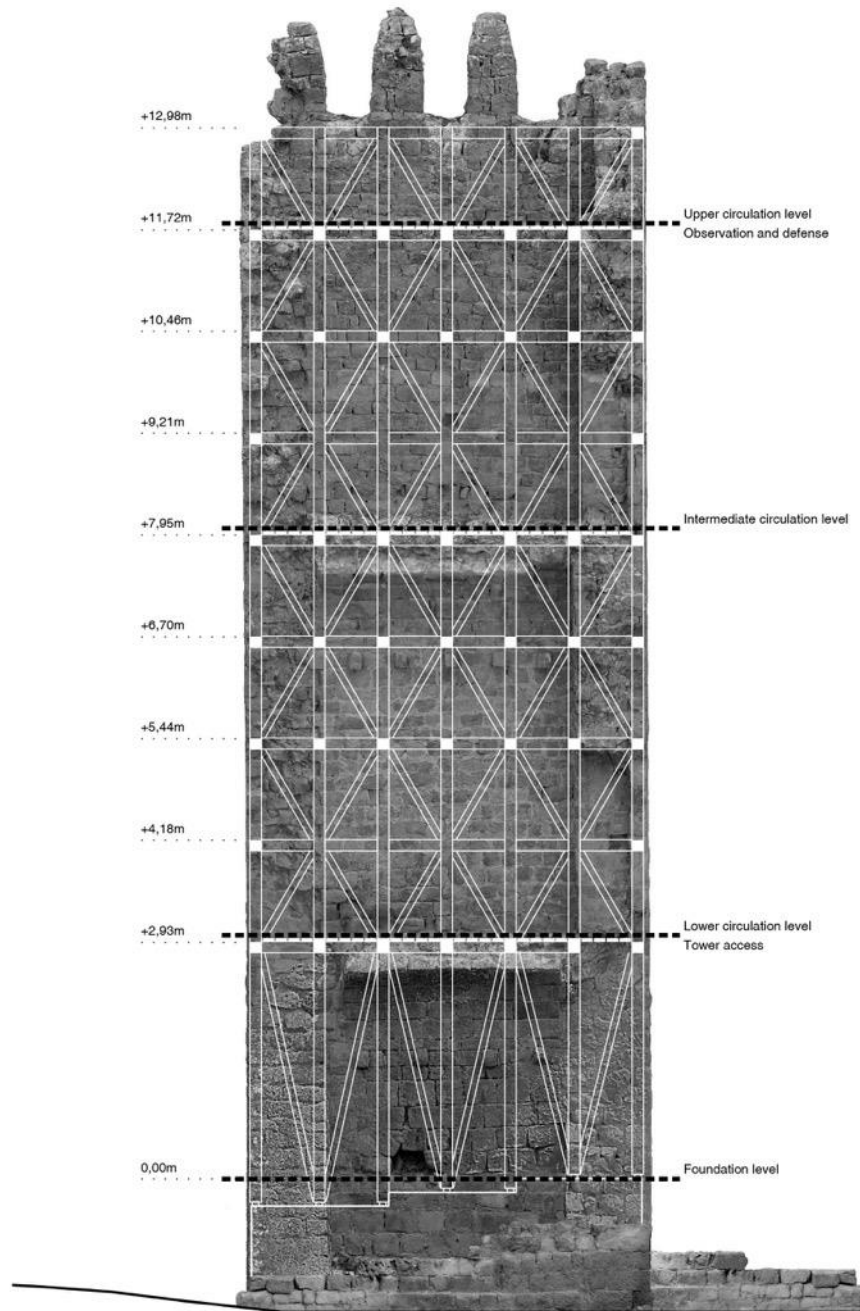 +12,98m
+11,72m
Upper circulation level
Observation and defense
+10,46m
+9,21m
+7,95m
Intermediate circulation level
+6,70m
+5,44m
+4,18m
+2,93m
Lower circulation level
Tower access
0,00m
Foundation level